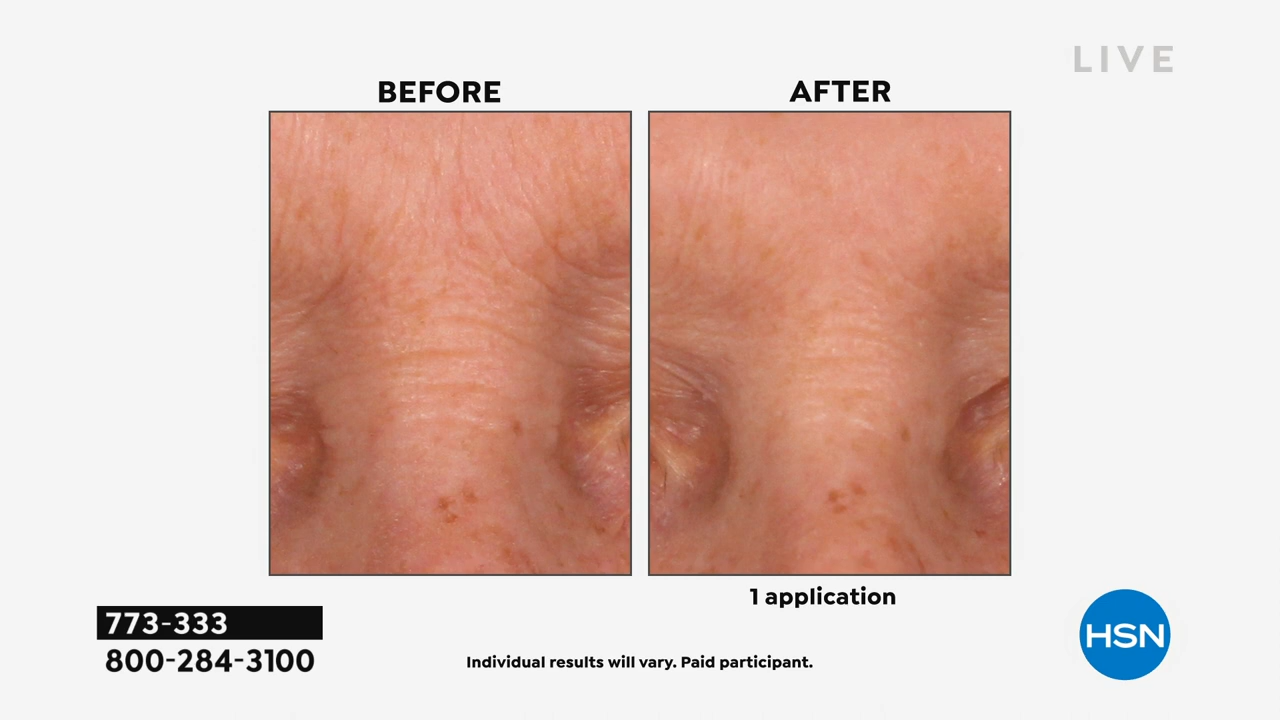 LIVE
BEFORE
AFTER
1 application
773-333
800-284-3100
Individual results will vary. Paid participant.
HSN